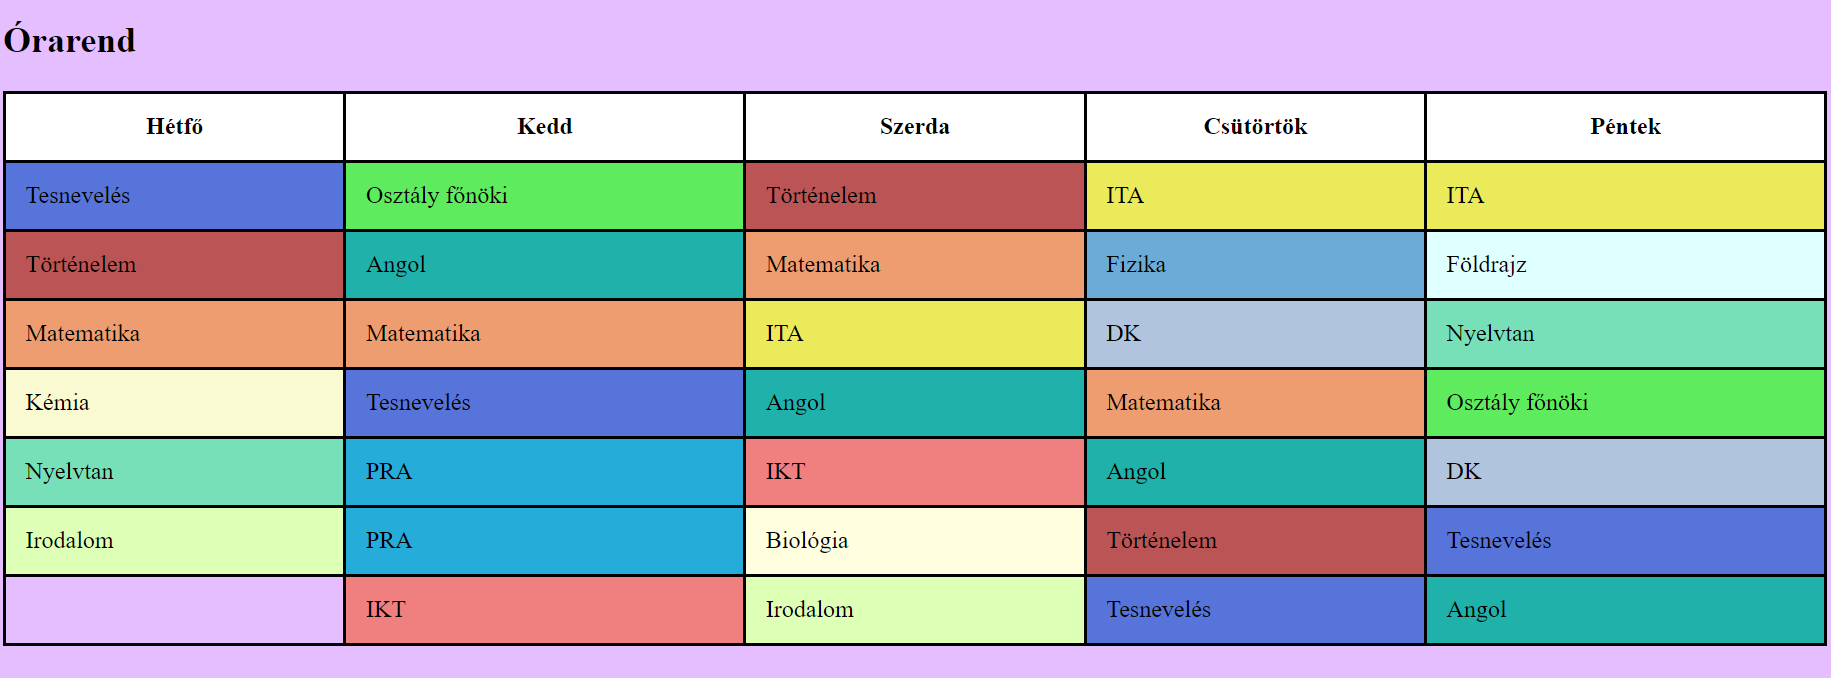 Órarend
Hétfő Kedd Szerda Csütörtök Péntek
Tesnevelés Osztály főnöki Történelem ITA ITA
Történelem Angol Matematika Fizika Földrajz
Matematika Matematika ITA DK Nyelvtan
Kémia Tesnevelés Angol Matematika Osztály főnöki
Nyelvtan PRA IKT Angol DK
Irodalom PRA Biológia Történelem Tesnevelés
IKT Irodalom Tesnevelés Angol